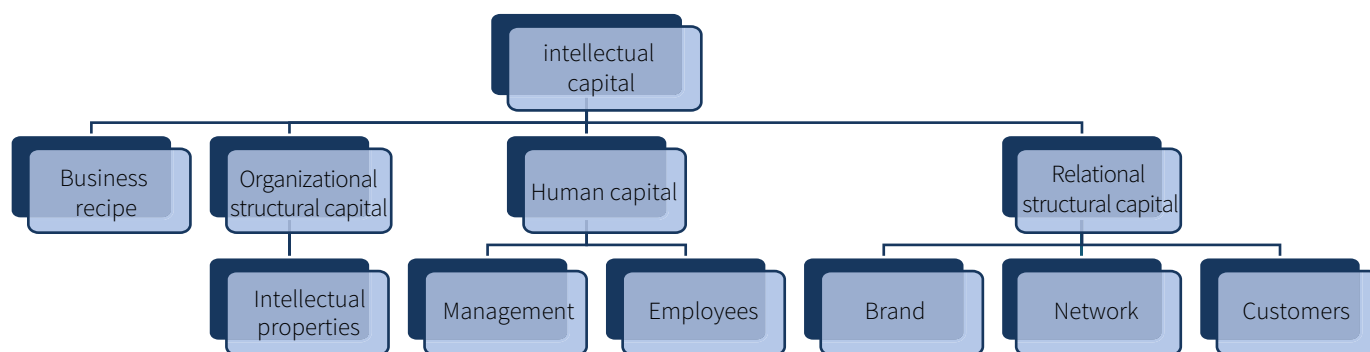 intellectual
capital
Business
recipe
Organizational
structural capital
Human capital
Relational
structural capital
Intellectual
properties
Management
Employees
Brand
Network
Customers